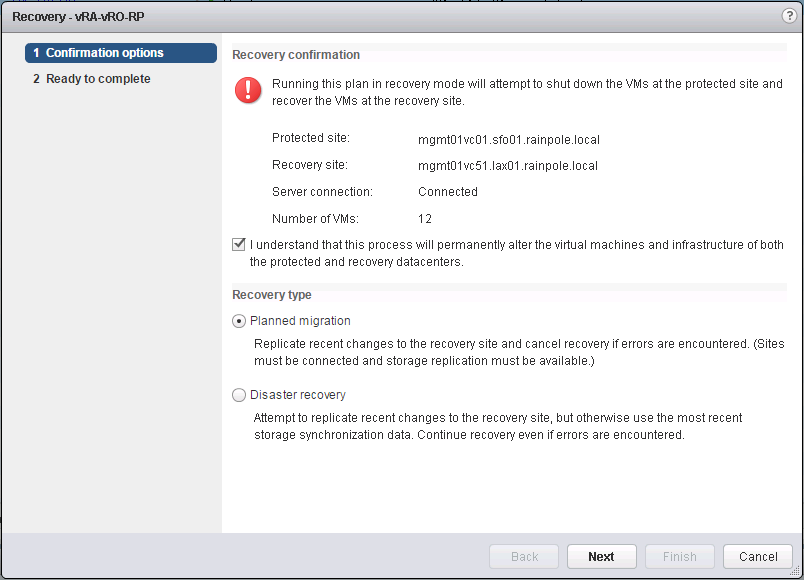 Recovery - vRA-vRO-RP
?
1 Confirmation options
2 Ready to complete
Recovery confirmation
Running this plan in recovery mode will attempt to shut down the VMs at the protected site and
recover the VMs at the recovery site.
Protected site: mgmt01vc01.sfo01.rainpole.local
Recovery site: mgmt01vc51.lax01.rainpole.local
Server connection: Connected
Number of VMs: 12
I understand that this process will permanently alter the virtual machines and infrastructure of both
the protected and recovery datacenters.
Recovery type
Planned migration
Replicate recent changes to the recovery site and cancel recovery if errors are encountered. (Sites
must be connected and storage replication must be available.)
Disaster recovery
Attempt to replicate recent changes to the recovery site, but otherwise use the most recent
storage synchronization data. Continue recovery even if errors are encountered.
Back Next Finish Cancel